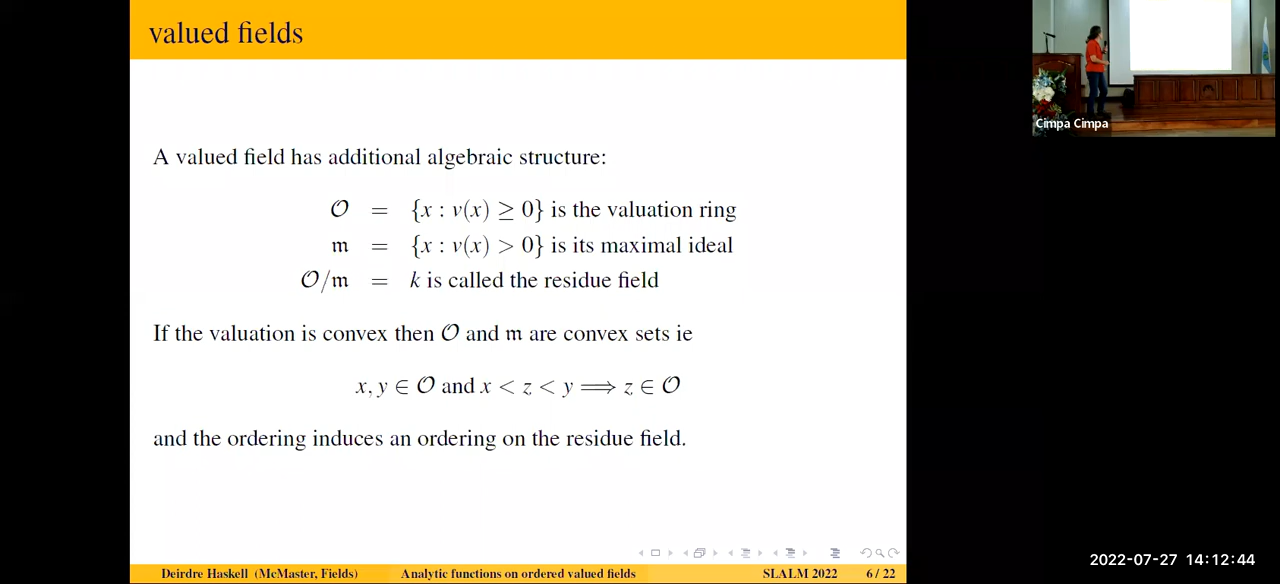 valued fields
A valued field has additional algebraic structure:
𝒪 = {x : v(x) ≥ 0} is the valuation ring
𝔪 = {x : v(x) > 0} is its maximal ideal
𝒪/𝔪 = k is called the residue field
If the valuation is convex then 𝒪 and 𝔪 are convex sets ie
x, y ∈ 𝒪 and x < z < y ⟹ z ∈ 𝒪
and the ordering induces an ordering on the residue field.
Deirdre Haskell (McMaster, Fields) Analytic functions on ordered valued fields SLALM 2022 6 / 22
Cimpa Cimpa
2022-07-27 14:12:44